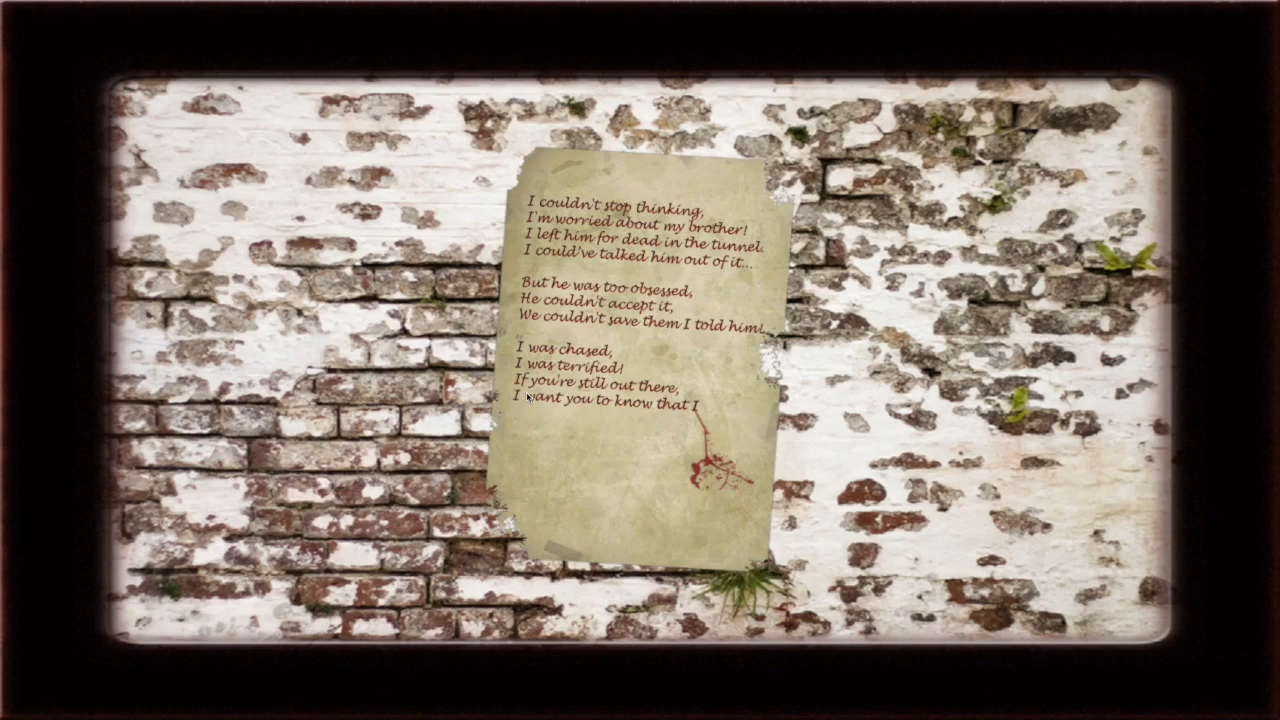 I couldn't stop thinking,
I'm worried about my brother!
I left him for dead in the tunnel.
I could've talked him out of it...
But he was too obsessed,
He couldn't accept it,
We couldn't save them I told him!
I was chased,
I was terrified!
If you're still out there,
I want you to know that I